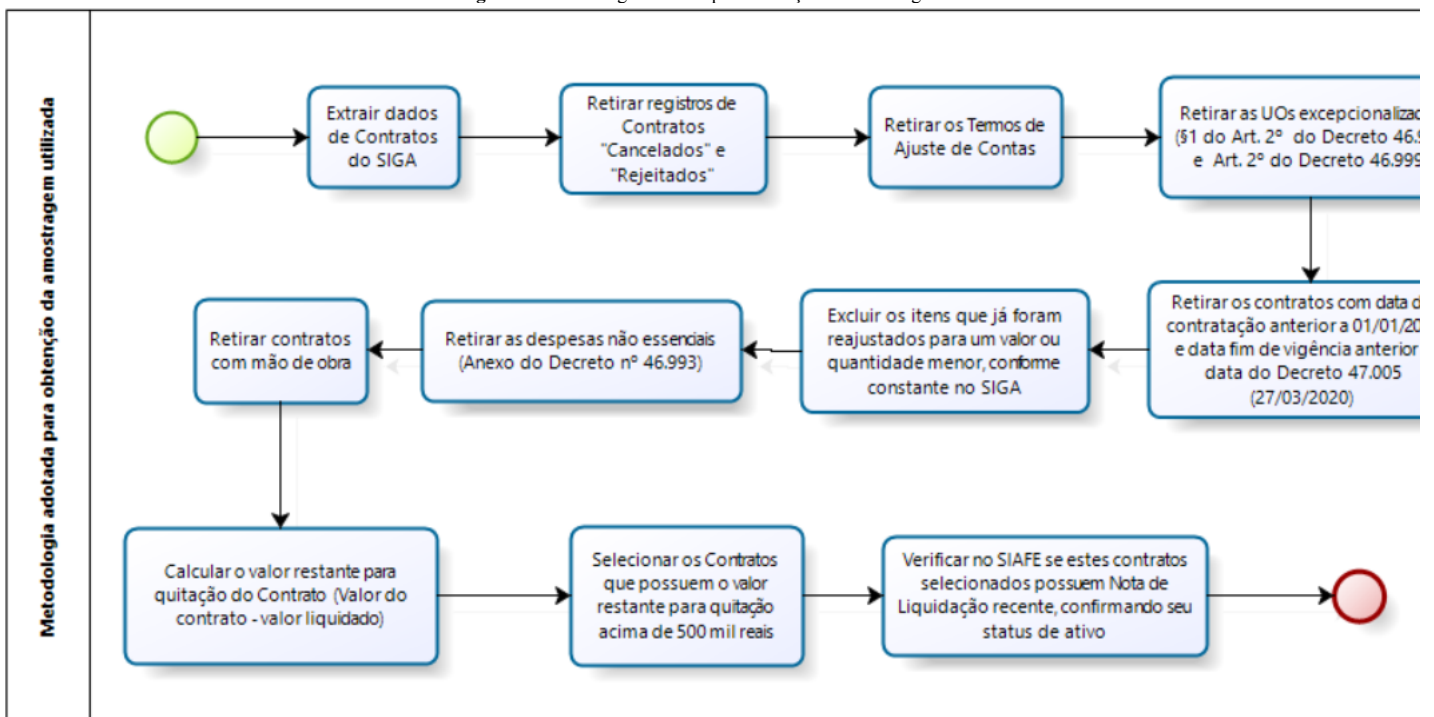 Metodologia adotada para obtenção da amostragem utilizada
Extrair dados
de Contratos
do SIGA
Retirar registros de
Contratos
"Cancelados" e
"Rejeitados"
Retirar os Termos de
Ajuste de Contas
Retirar as UOs
(§1 do Art. 2º do Decreto
e Art. 2º do Decreto 46.999
Retirar os contratos com data
contratação anterior a
e data fim de vigência anterior
data do Decreto 47.005
(27/03/2020)
Excluir os itens que já foram
reajustados para um valor ou
quantidade menor, conforme
constante no SIGA
Retirar as despesas não essenciais
(Anexo do Decreto nº 46.993)
Retirar contratos
com mão de obra
Calcular o valor restante para
quitação do Contrato (Valor do
contrato - valor liquidado)
Selecionar os Contratos
que possuem o valor
restante para quitação
acima de 500 mil reais
Verificar no SIAFE se estes contratos
selecionados possuem Nota de
Liquidação recente, confirmando seu
status de ativo